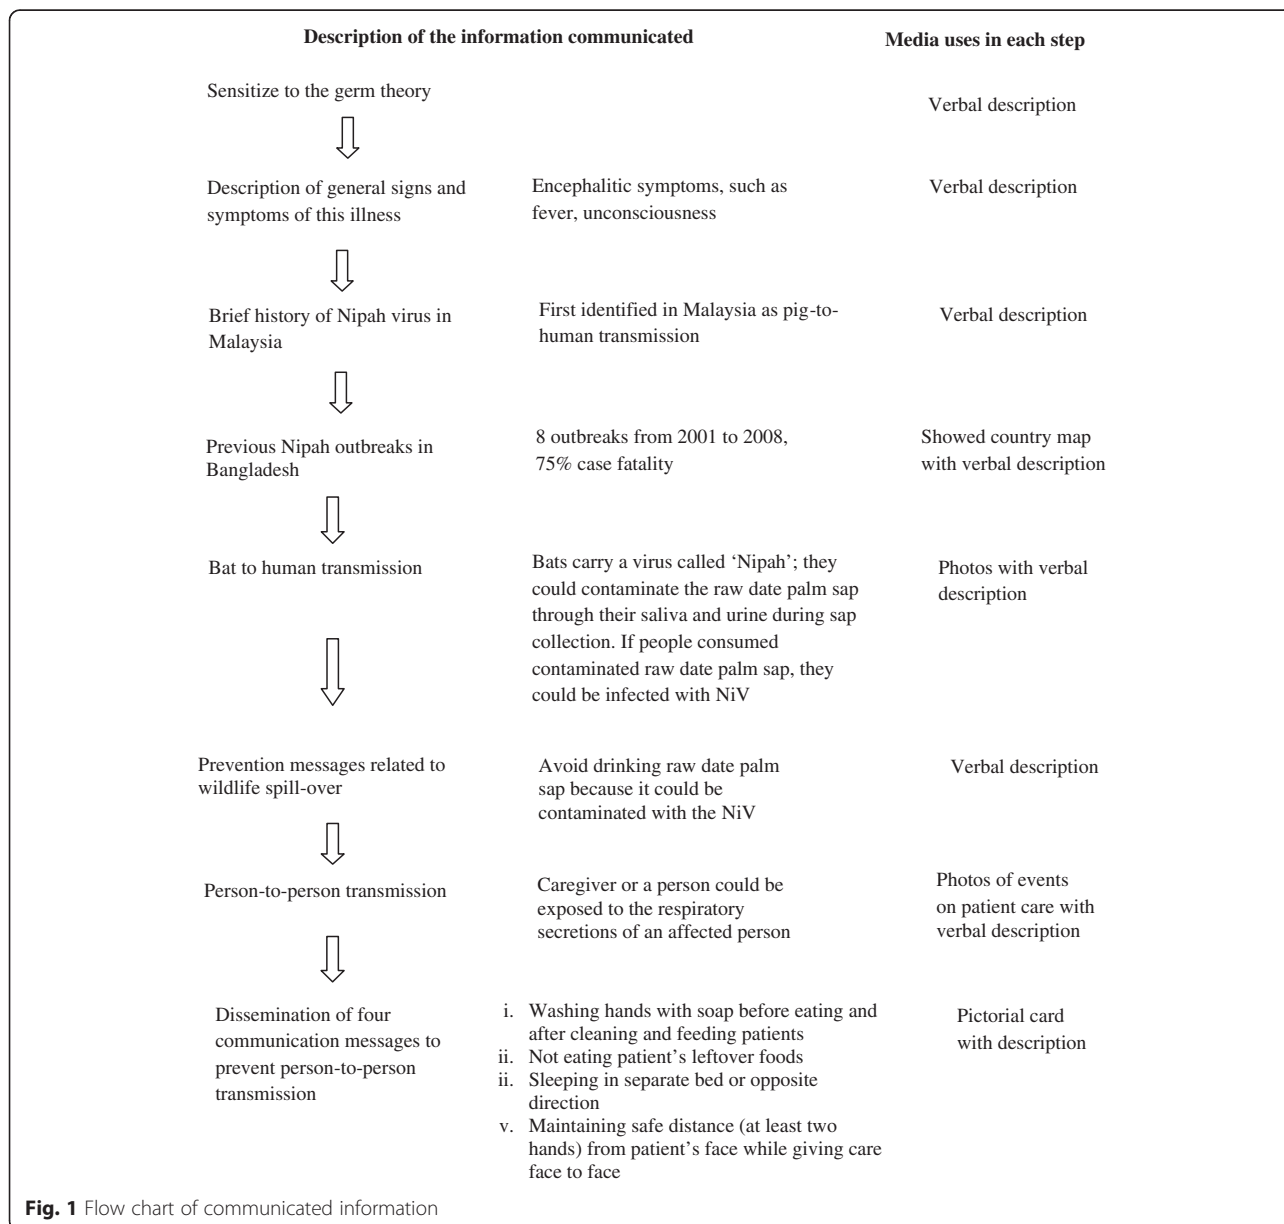 Description of the information communicated
Media uses in each step
Sensitize to the germ theory
Verbal description
Description of general signs and
symptoms of this illness
Encephalitic symptoms, such as
fever, unconsciousness
Verbal description
Brief history of Nipah virus in
Malaysia
First identified in Malaysia as pig-to-
human transmission
Verbal description
Previous Nipah outbreaks in
Bangladesh
8 outbreaks from 2001 to 2008,
75% case fatality
Showed country map
with verbal description
Bat to human transmission
Bats carry a virus called ‘Nipah’; they
could contaminate the raw date palm sap
through their saliva and urine during sap
collection. If people consumed
contaminated raw date palm sap, they
could be infected with NiV
Photos with verbal
description
Prevention messages related to
wildlife spill-over
Avoid drinking raw date palm
sap because it could be
contaminated with the NiV
Verbal description
Person-to-person transmission
Caregiver or a person could be
exposed to the respiratory
secretions of an affected person
Photos of events
on patient care with
verbal description
Dissemination of four
communication messages to
prevent person-to-person
transmission
i. Washing hands with soap before eating and
after cleaning and feeding patients
ii. Not eating patient’s leftover foods
ii. Sleeping in separate bed or opposite
direction
v. Maintaining safe distance (at least two
hands) from patient’s face while giving care
face to face
Pictorial card
with description
Fig. 1 Flow chart of communicated information